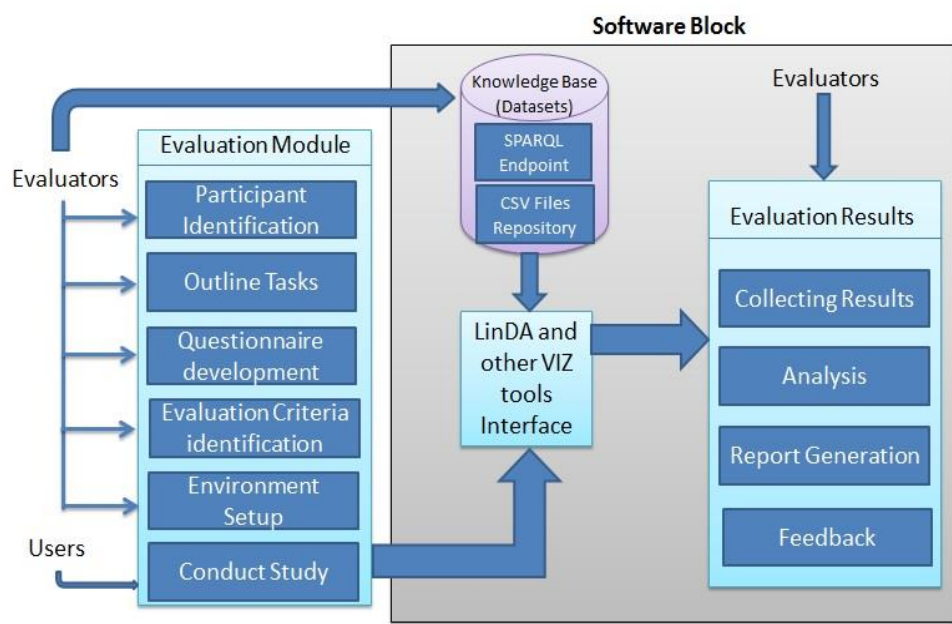 Software Block
Evaluators
Evaluation Module
Participant
Identification
Outline Tasks
Questionnaire
development
Evaluation Criteria
identification
Environment
Setup
Users
Conduct Study
Knowledge Base
(Datasets)
SPARQL
Endpoint
CSV Files
Repository
LinDA and
other VIZ
tools
Interface
Evaluators
Evaluation Results
Collecting Results
Analysis
Report Generation
Feedback